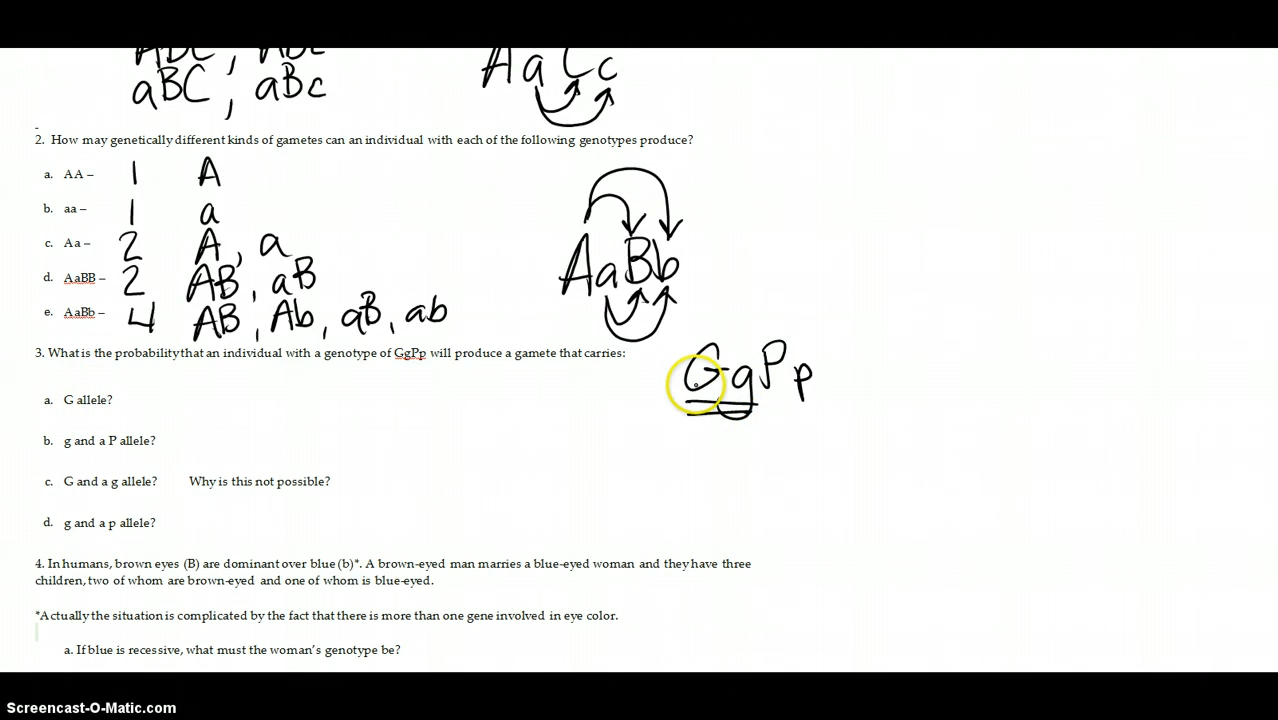 aBC , aBc
A a C c
2. How may genetically different kinds of gametes can an individual with each of the following genotypes produce?
a. AA – 1 A
b. aa – 1 a
c. Aa – 2 A, a
d. AaBB – 2 AB, aB
e. AaBb – 4 AB, Ab, aB, ab
AaBb
3. What is the probability that an individual with a genotype of GgPp will produce a gamete that carries:
GgPp
a. G allele?
b. g and a P allele?
c. G and a g allele? Why is this not possible?
d. g and a p allele?
4. In humans, brown eyes (B) are dominant over blue (b)*. A brown-eyed man marries a blue-eyed woman and they have three
children, two of whom are brown-eyed and one of whom is blue-eyed.
*Actually the situation is complicated by the fact that there is more than one gene involved in eye color.
a. If blue is recessive, what must the woman's genotype be?
Screencast-O-Matic.com